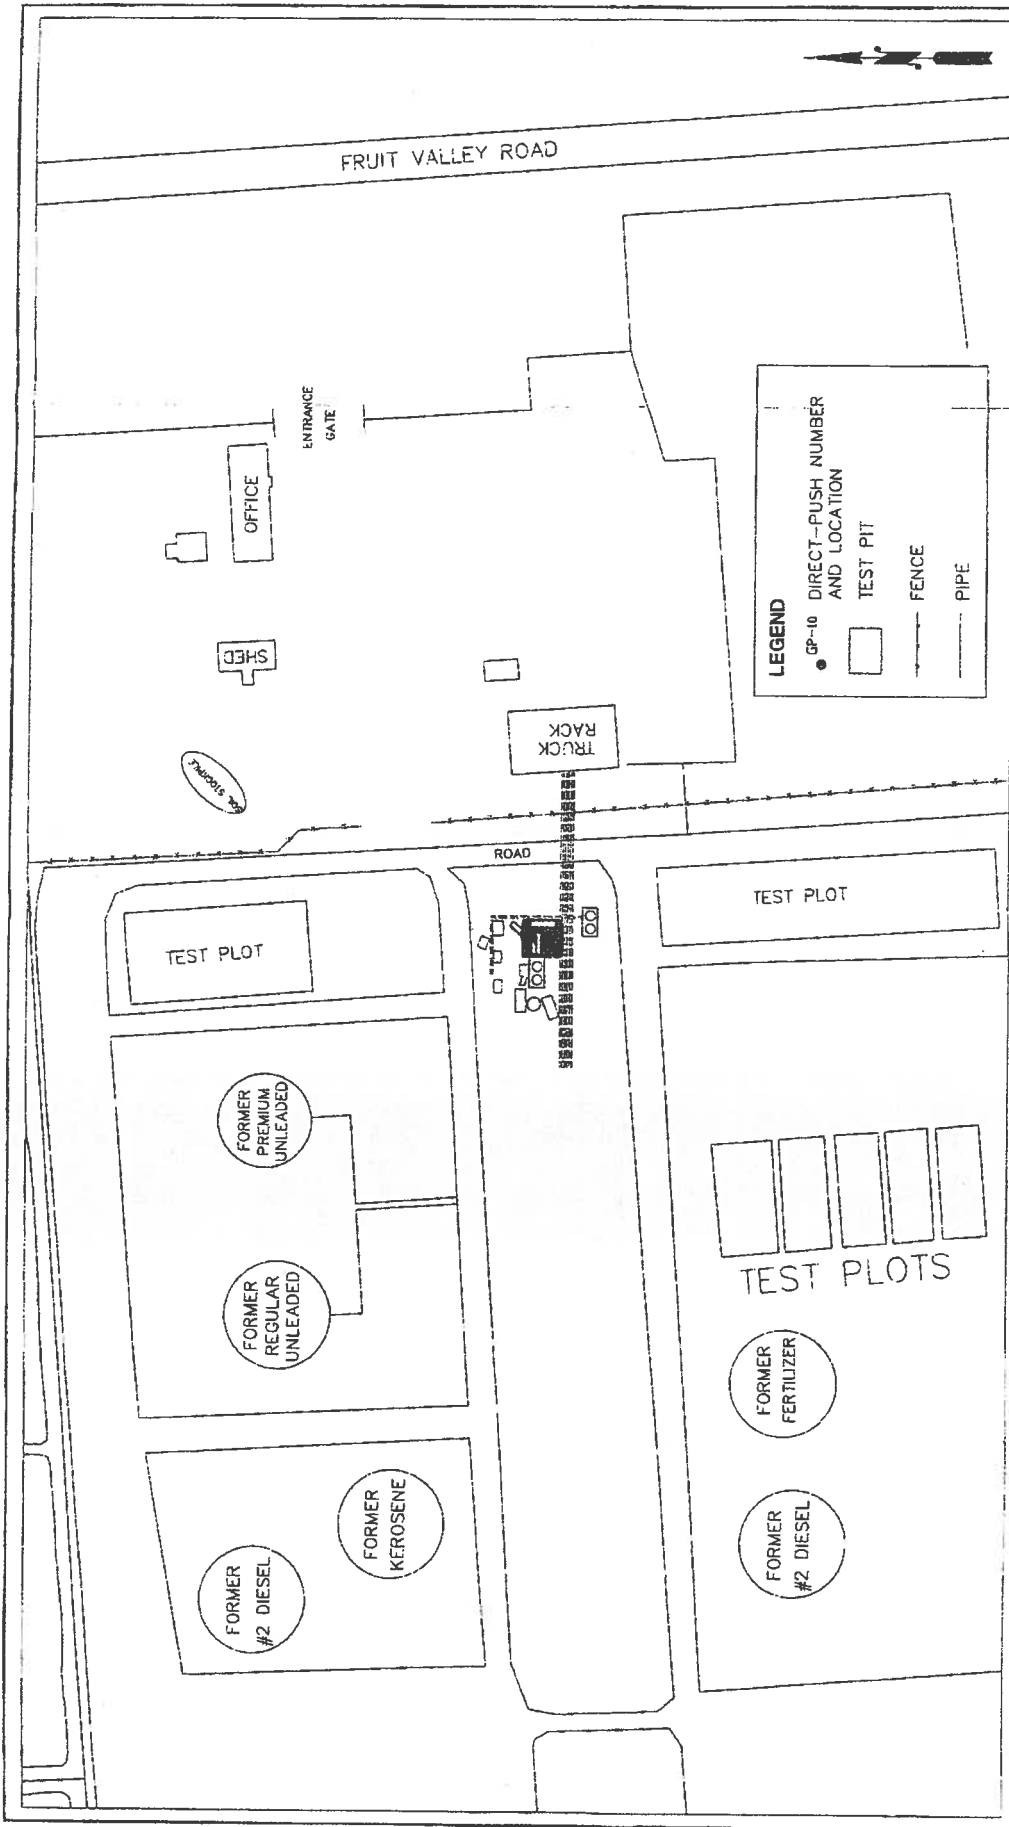 FRUIT VALLEY ROAD
ENTRANCE
GATE
OFFICE
SHED
SOIL STOCKPILE
TRUCK
RACK
ROAD
TEST PLOT
TEST PLOT
FORMER
PREMIUM
UNLEADED
FORMER
REGULAR
UNLEADED
TEST PLOTS
FORMER
FERTILIZER
FORMER
KEROSENE
FORMER
#2 DIESEL
FORMER
#2 DIESEL
LEGEND
GP-10 DIRECT-PUSH NUMBER
AND LOCATION
TEST PIT
FENCE
PIPE